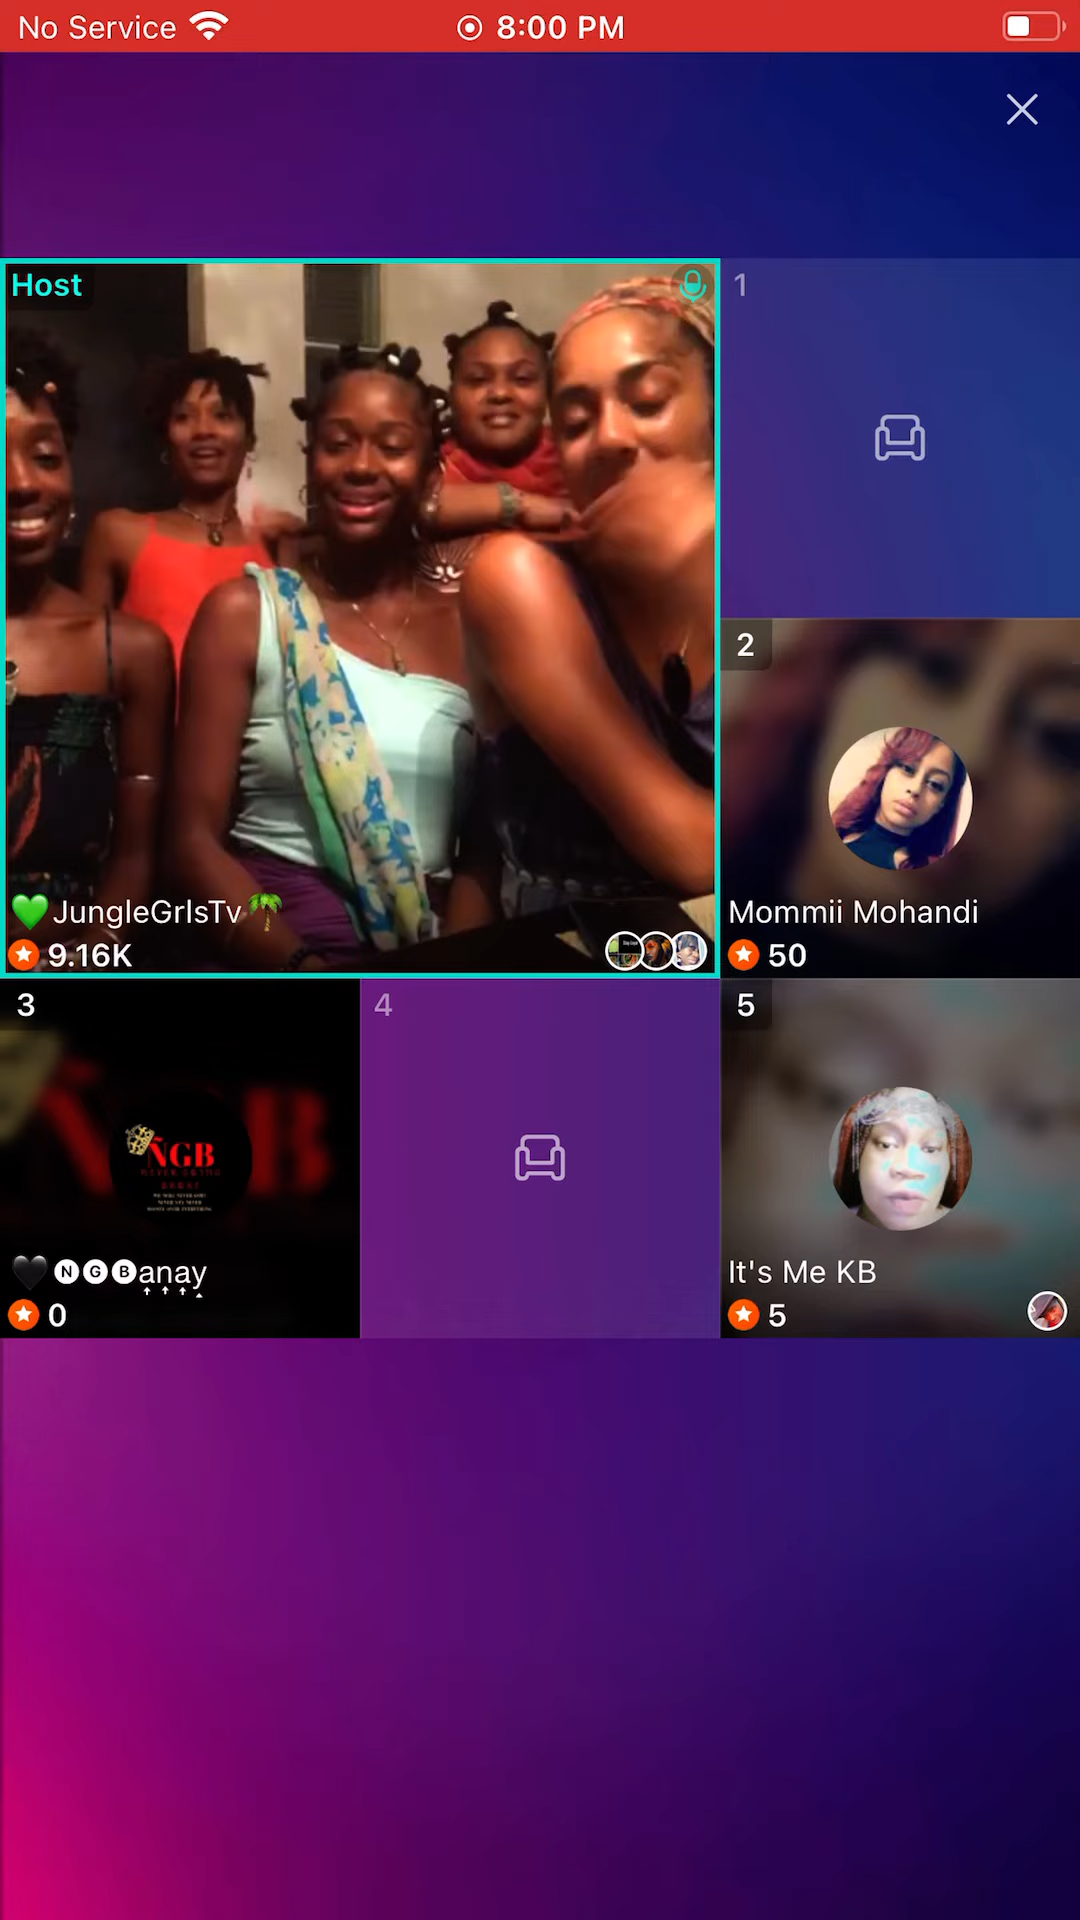 No Service 8:00 PM
Host
1
💚JungleGrlsTv🌴
9.16K
2
Mommii Mohandi
50
3
ÑGB
🖤🅝🅖🅑anay
0
4
5
It's Me KB
5